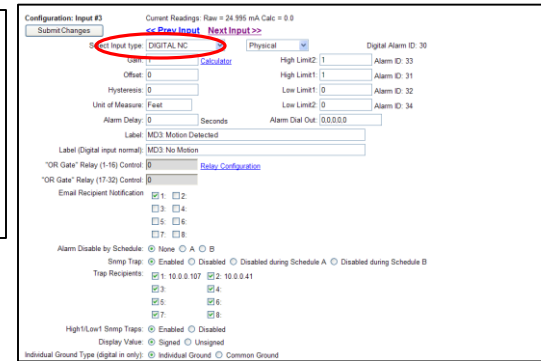 Configuration: Input #3 Current Readings: Raw = 24.995 mA Calc = 0.0
Submit Changes << Prev Input Next Input >>
Select Input type: DIGITAL NC Physical Digital Alarm ID: 30
Gain: 1 Calculator High Limit2: 1 Alarm ID: 33
Offset: 0 High Limit1: 1 Alarm ID: 31
Hysteresis: 0 Low Limit1: 0 Alarm ID: 32
Unit of Measure: Feet Low Limit2: 0 Alarm ID: 34
Alarm Delay: 0 Seconds Alarm Dial Out: 0,0,0,0,0
Label: MD3: Motion Detected
Label (Digital input normal): MD3: No Motion
"OR Gate" Relay (1-16) Control: 0 Relay Configuration
"OR Gate" Relay (17-32) Control: 0
Email Recipient Notification 1: 2:
3: 4:
5: 6:
7: 8:
Alarm Disable by Schedule: None A B
Snmp Trap: Enabled Disabled Disabled during Schedule A Disabled during Schedule B
Trap Recipients: 1: 10.0.0.107 2: 10.0.0.41
3: 4:
5: 6:
7: 8:
High1/Low1 Snmp Traps: Enabled Disabled
Display Value: Signed Unsigned
Individual Ground Type (digital in only): Individual Ground Common Ground